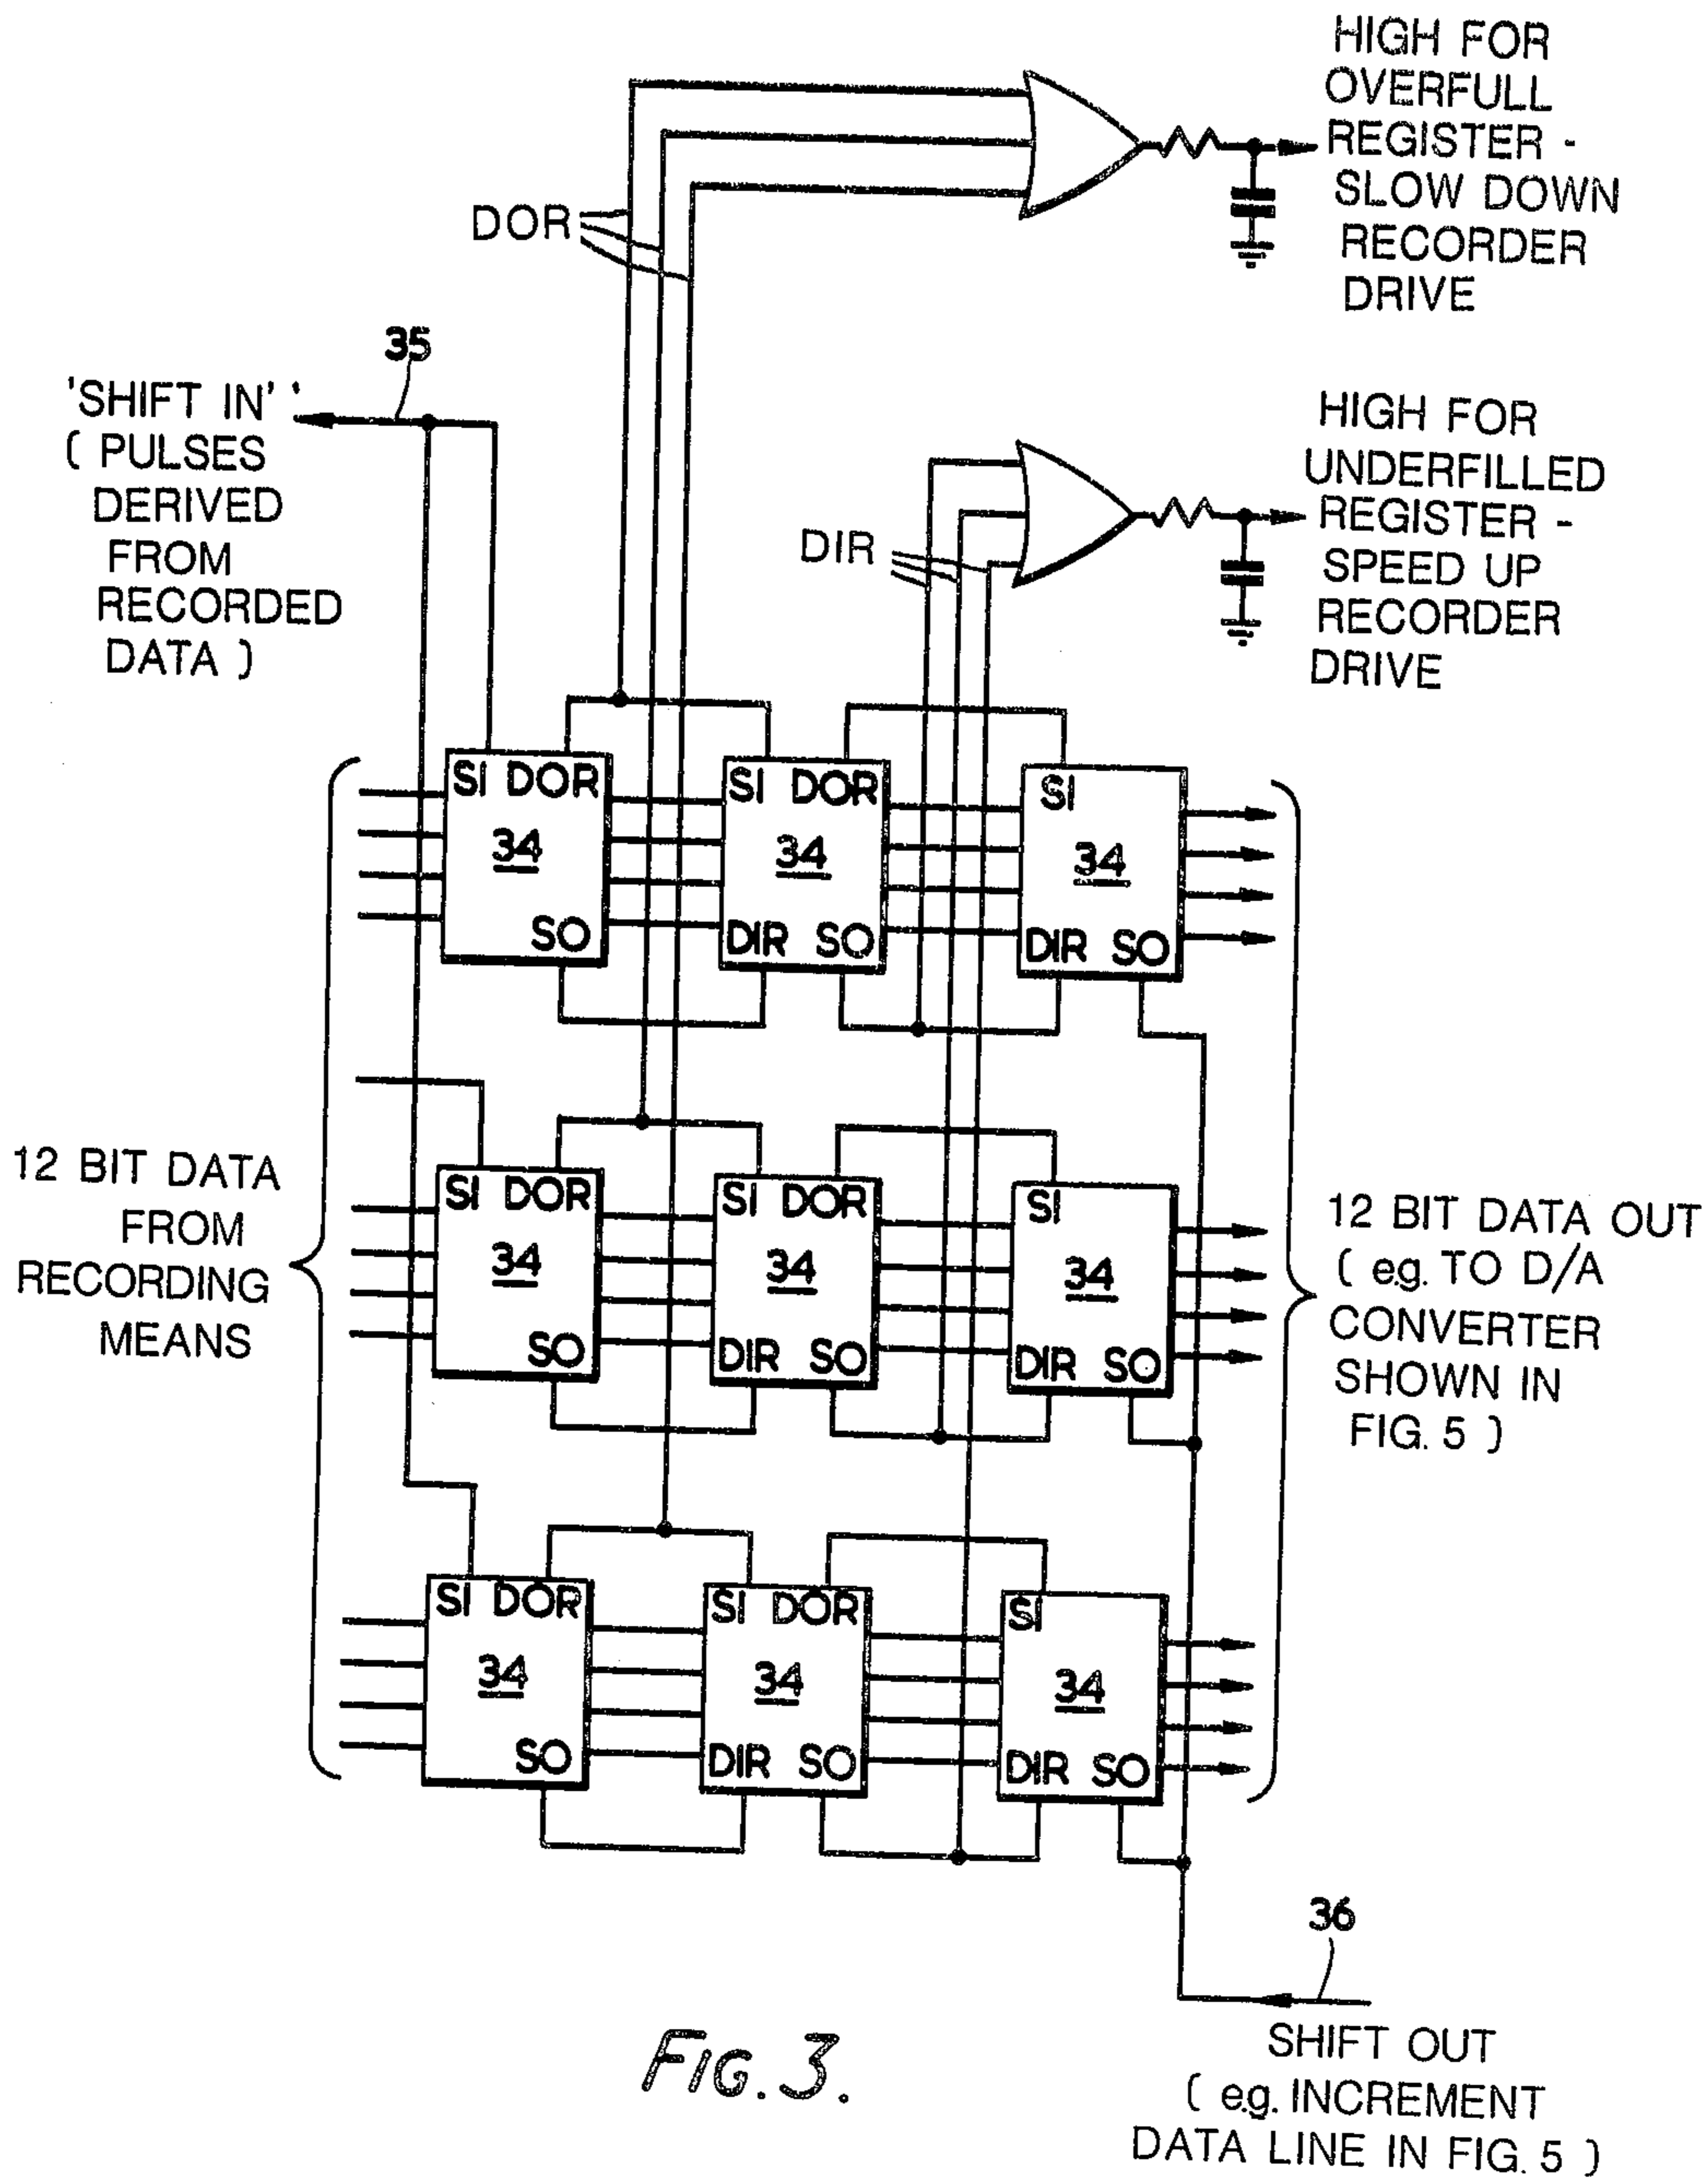 HIGH FOR
OVERFULL
REGISTER -
SLOW DOWN
RECORDER
DRIVE
DOR
35
'SHIFT IN'
( PULSES
DERIVED
FROM
RECORDED
DATA )
HIGH FOR
UNDERFILLED
REGISTER -
SPEED UP
RECORDER
DRIVE
DIR
SI DOR
34
SO
SI DOR
34
DIR SO
SI
34
DIR SO
12 BIT DATA
FROM
RECORDING
MEANS
SI DOR
34
SO
SI DOR
34
DIR SO
SI
34
DIR SO
12 BIT DATA OUT
( e.g. TO D/A
CONVERTER
SHOWN IN
FIG. 5 )
SI DOR
34
SO
SI DOR
34
DIR SO
SI
34
DIR SO
36
SHIFT OUT
( e.g. INCREMENT
DATA LINE IN FIG. 5 )
FIG. 3.